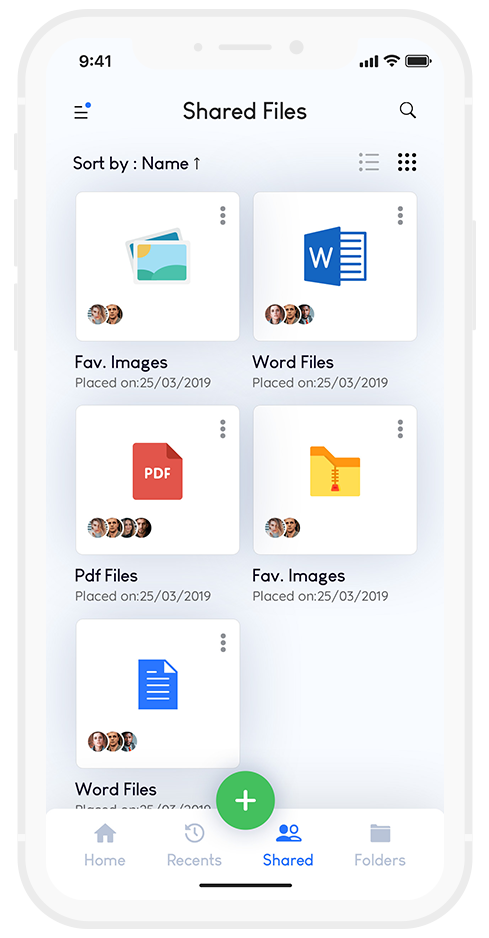 9:41
Shared Files
Sort by : Name ↑
W
Fav. Images
Word Files
Placed on:25/03/2019
Placed on:25/03/2019
PDF
Pdf Files
Fav. Images
Placed on:25/03/2019
Placed on:25/03/2019
Word Files
Placed on:25/03/2019
Home
Recents
Shared
Folders